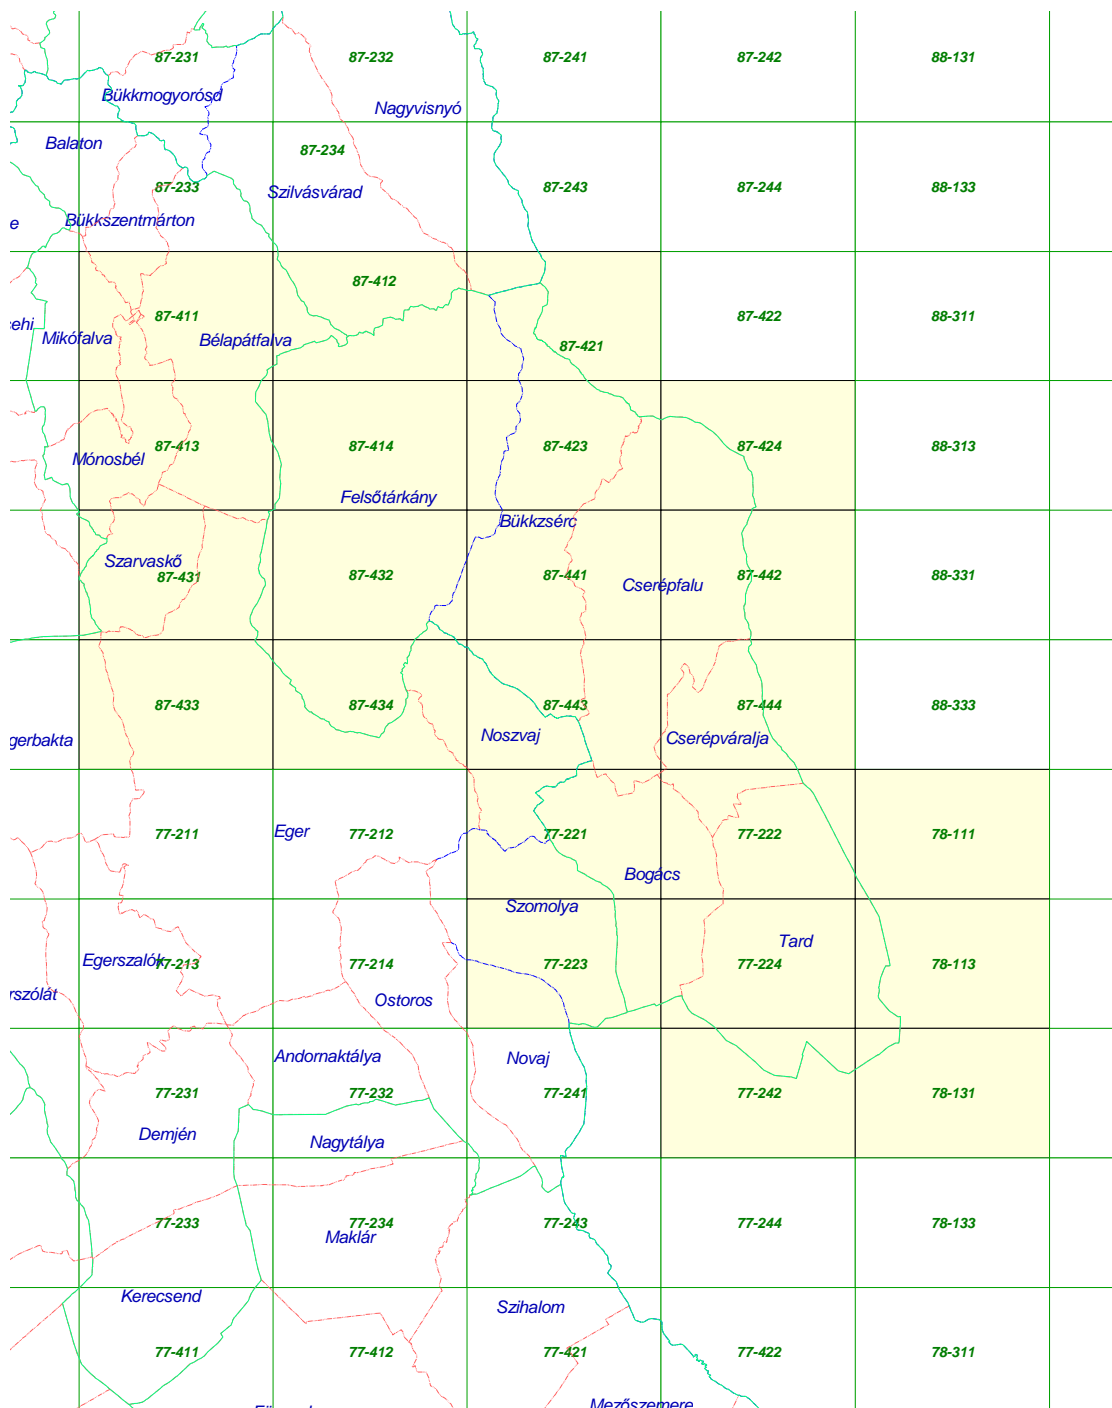 87-231 87-232 87-241 87-242 88-131
Bükkmogyorósd
Nagyvisnyó
Balaton
87-234
87-233 87-243 87-244 88-133
Szilvásvárad
Bükkszentmárton
e
87-412
87-411 87-422 88-311
ehi
Mikófalva
Bélapátfalva
87-421
87-413 87-414 87-423 87-424 88-313
Mónosbél
Felsőtárkány
Bükkzsérc
Szarvaskő
87-431 87-432 87-441 87-442 88-331
Cserépfalu
87-433 87-434 87-443 87-444 88-333
Noszvaj
Cserépváralja
gerbakta
Eger
77-211 77-212 77-221 77-222 78-111
Bogács
Szomolya
Tard
Egerszalók
77-213 77-214 77-223 77-224 78-113
rszólát
Ostoros
Andornaktálya
Novaj
77-231 77-232 77-241 77-242 78-131
Demjén
Nagytálya
77-233 77-234 77-243 77-244 78-133
Maklár
Kerecsend
Szihalom
77-411 77-412 77-421 77-422 78-311
Mezőszemere